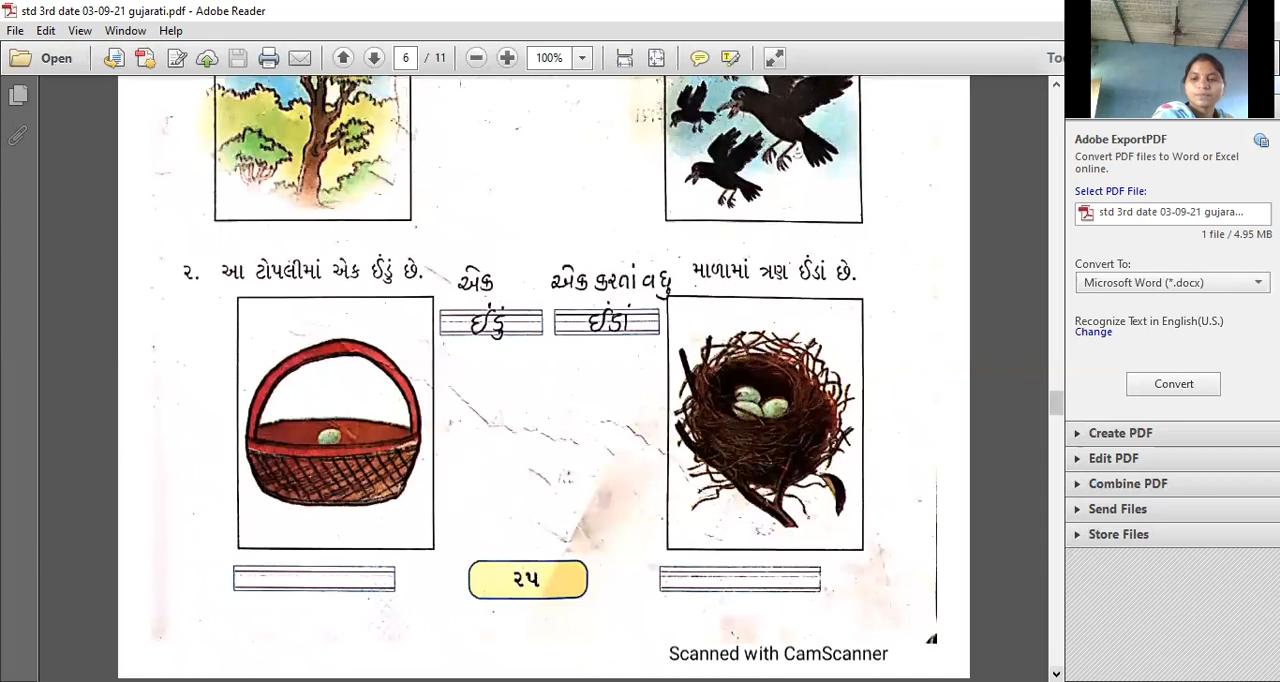 std 3rd date 03-09-21 gujarati.pdf - Adobe Reader
File Edit View Window Help
Open 6 / 11 100%
Adobe ExportPDF
Convert PDF files to Word or Excel
online.
Select PDF File:
std 3rd date 03-09-21 gujara...
1 file / 4.95 MB
Convert To:
Microsoft Word (*.docx)
Recognize Text in English(U.S.)
Change
Convert
Create PDF
Edit PDF
Combine PDF
Send Files
Store Files
૨. આ ટોપલીમાં એક ઈંડું છે.
એક
એક કરતાં વધુ
માળામાં ત્રણ ઈંડાં છે.
ઈંડું
ઈંડાં
૨૫
Scanned with CamScanner